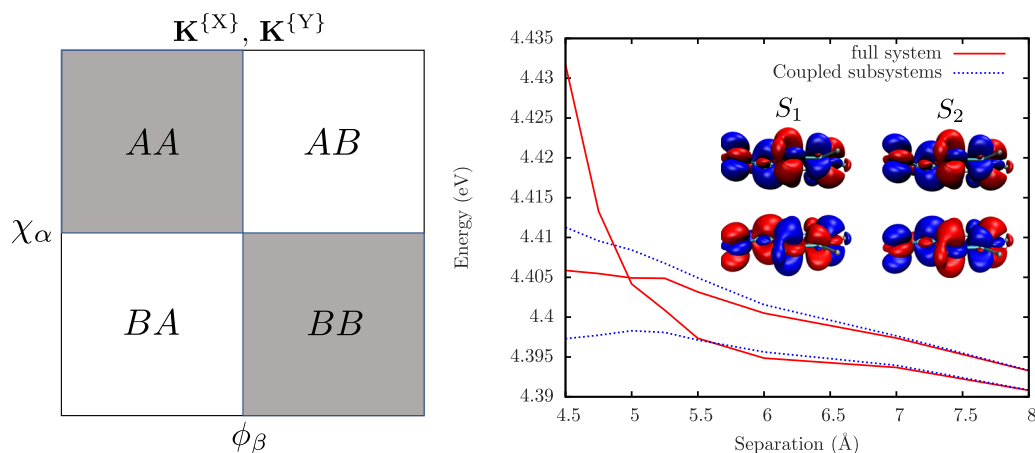 K^{X}, K^{Y}
AA
AB
χα
BA
BB
ϕβ
4.435
4.43
4.425
4.42
4.415
4.41
4.405
4.4
4.395
4.39
Energy (eV)
full system
Coupled subsystems
S₁
S₂
4.5
5
5.5
6
6.5
7
7.5
8
Separation (Å)